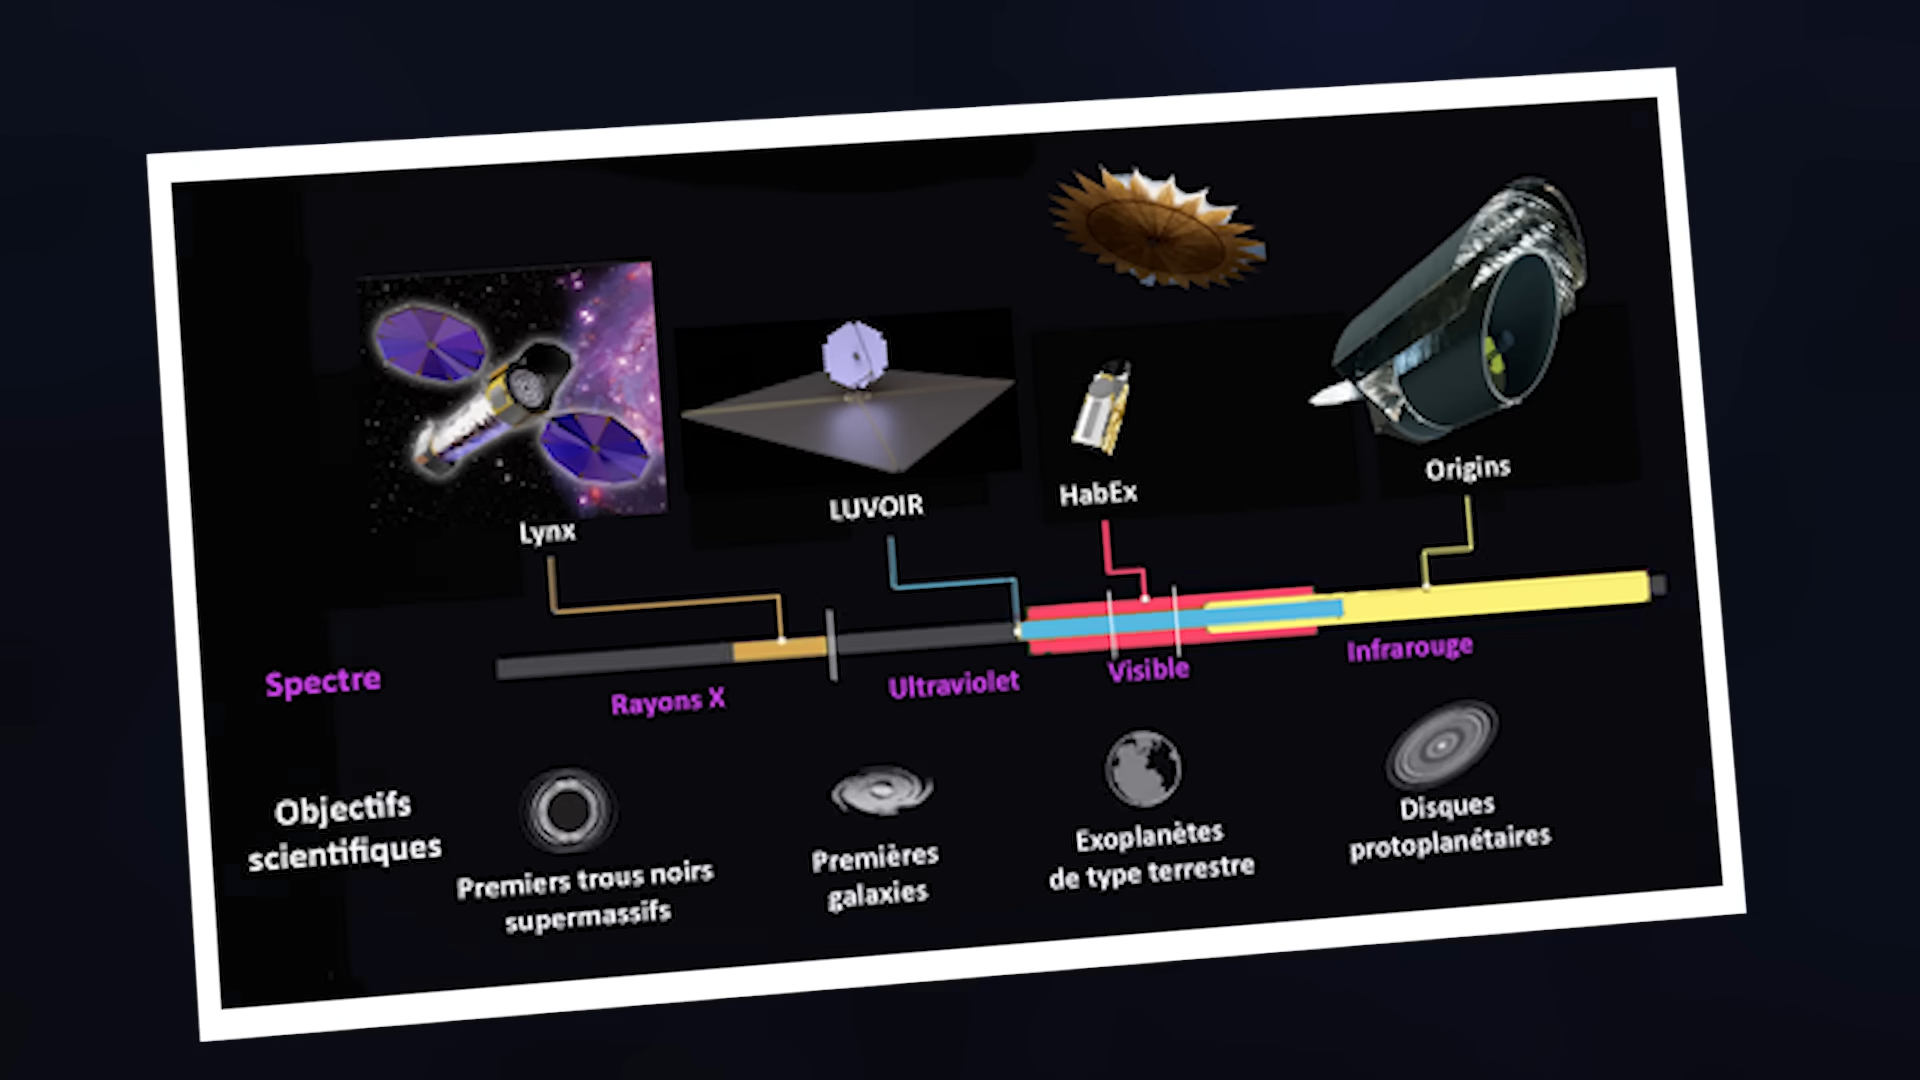 Lynx
LUVOIR
HabEx
Origins
Spectre
Rayons X
Ultraviolet
Visible
Infrarouge
Objectifs
scientifiques
Premiers trous noirs
supermassifs
Premières
galaxies
Exoplanètes
de type terrestre
Disques
protoplanétaires